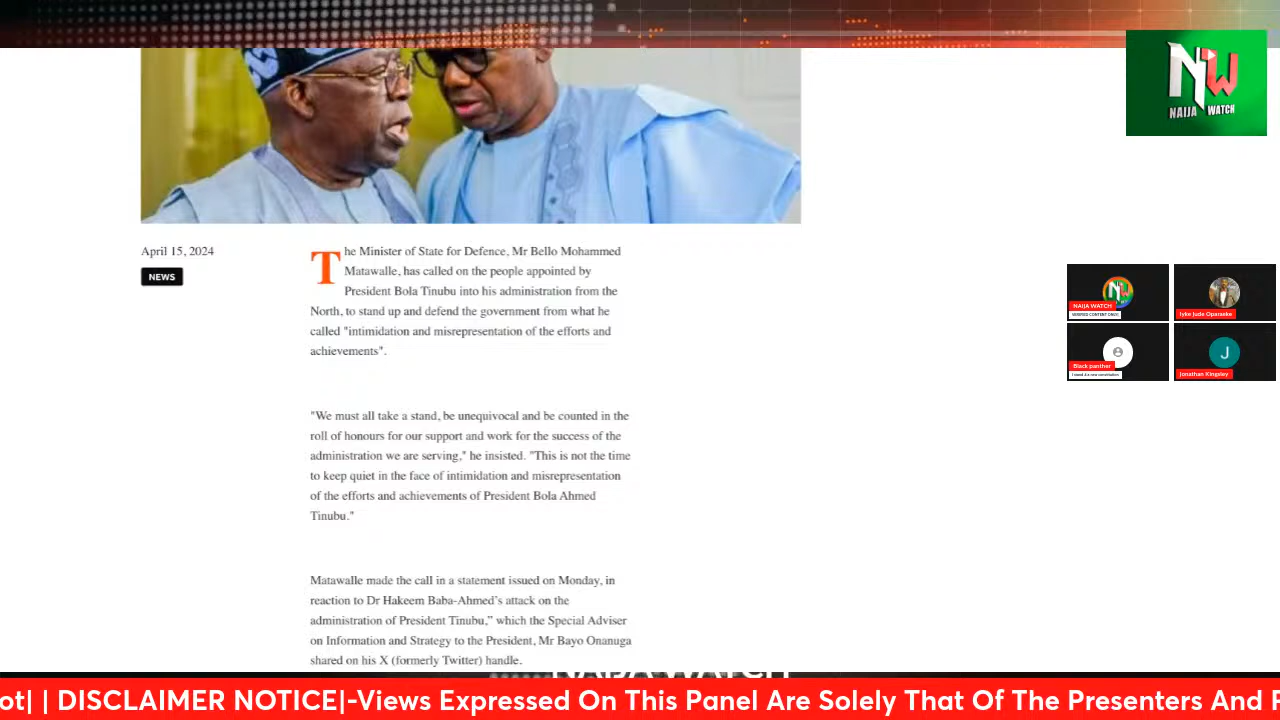 NW
NAIJA WATCH
April 15, 2024
NEWS
The Minister of State for Defence, Mr Bello Mohammed
Matawalle, has called on the people appointed by
President Bola Tinubu into his administration from the
North, to stand up and defend the government from what he
called "intimidation and misrepresentation of the efforts and
achievements".
"We must all take a stand, be unequivocal and be counted in the
roll of honours for our support and work for the success of the
administration we are serving," he insisted. "This is not the time
to keep quiet in the face of intimidation and misrepresentation
of the efforts and achievements of President Bola Ahmed
Tinubu."
Matawalle made the call in a statement issued on Monday, in
reaction to Dr Hakeem Baba-Ahmed’s attack on the
administration of President Tinubu,” which the Special Adviser
on Information and Strategy to the President, Mr Bayo Onanuga
shared on his X (formerly Twitter) handle.
NAIJA WATCH
Iyke Jude Oparaeke
Black panther
J
Jonathan Kingsley
NAIJA WATCH
ot| | DISCLAIMER NOTICE|-Views Expressed On This Panel Are Solely That Of The Presenters And